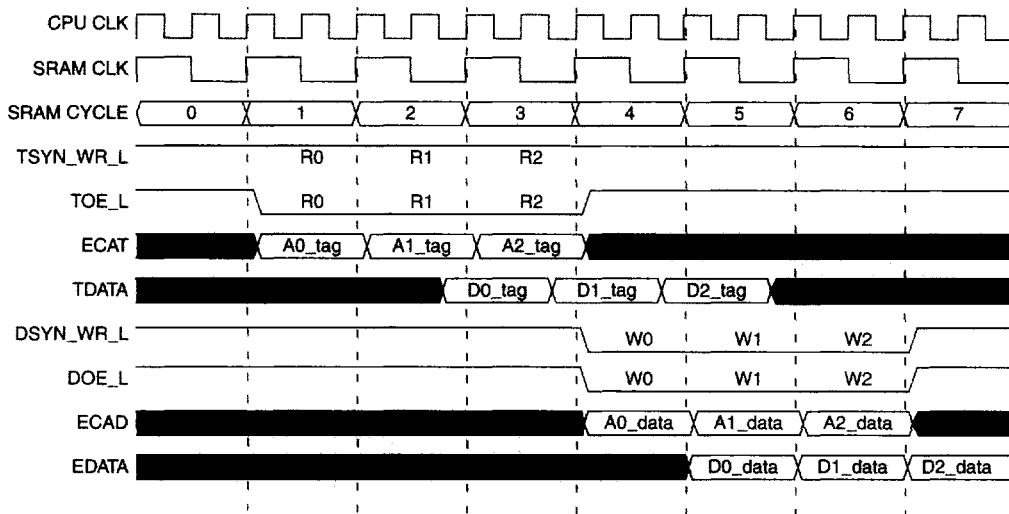 CPU CLK
SRAM CLK
SRAM CYCLE 0 1 2 3 4 5 6 7
TSYN_WR_L R0 R1 R2
TOE_L R0 R1 R2
ECAT A0_tag A1_tag A2_tag
TDATA D0_tag D1_tag D2_tag
DSYN_WR_L W0 W1 W2
DOE_L W0 W1 W2
ECAD A0_data A1_data A2_data
EDATA D0_data D1_data D2_data